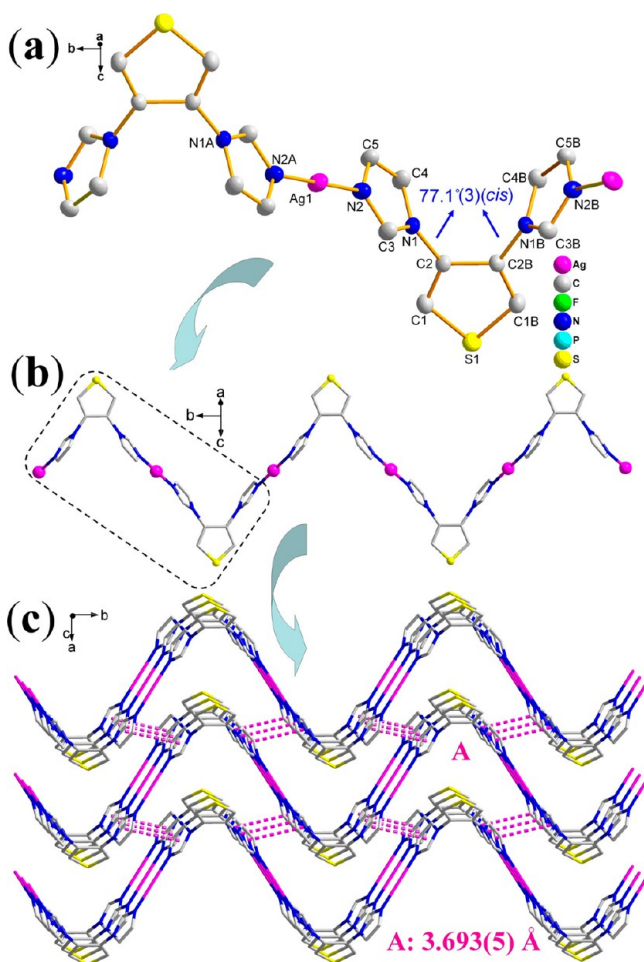 (a)
a
b
c
N1A
N2A
Ag1
C5
C4
N2
C3
N1
77.1°(3)(cis)
C5B
C4B
N2B
N1B
C3B
C2
C2B
C1
C1B
S1
Ag
C
F
N
P
S
(b)
a
b
c
(c)
b
c
a
A
A: 3.693(5) Å